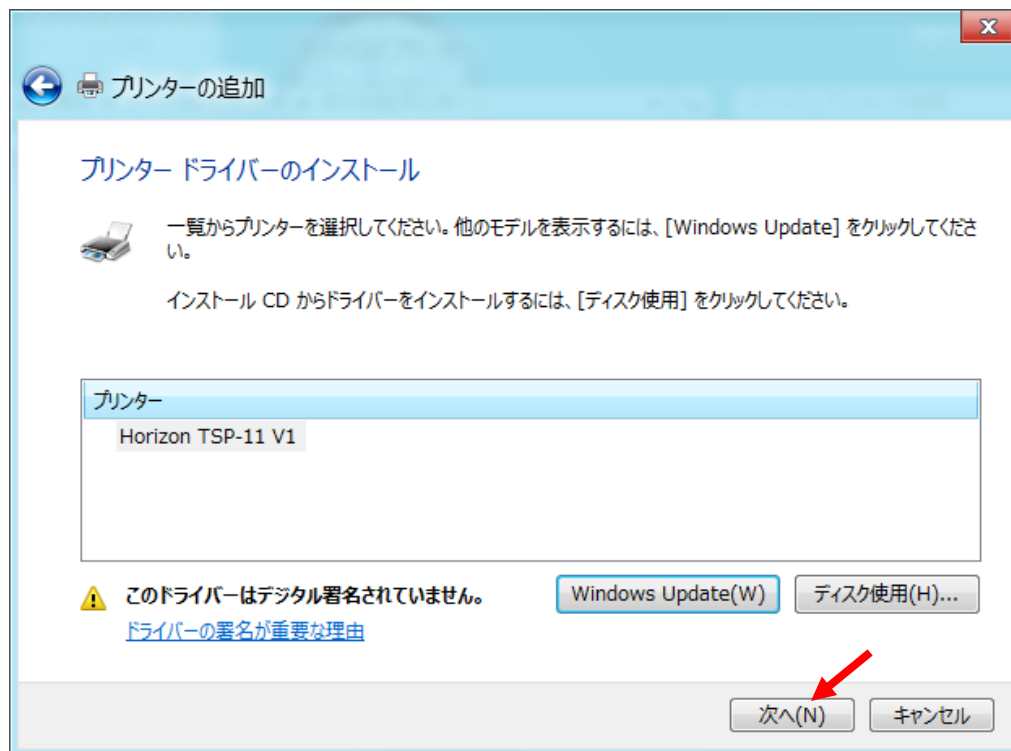 プリンターの追加
プリンター ドライバーのインストール
一覧からプリンターを選択してください。他のモデルを表示するには、[Windows Update] をクリックしてくださ
い。
インストール CD からドライバーをインストールするには、[ディスク使用] をクリックしてください。
プリンター
Horizon TSP-11 V1
このドライバーはデジタル署名されていません。
Windows Update(W)
ディスク使用(H)...
ドライバーの署名が重要な理由
次へ(N)
キャンセル